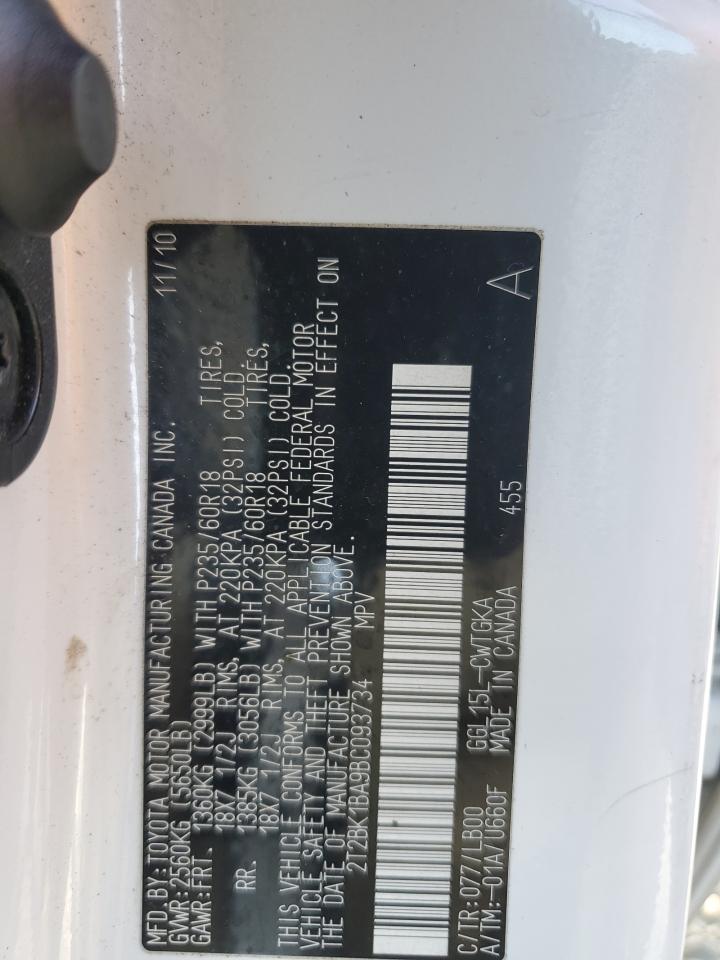 MFD.BY:TOYOTA MOTOR MANUFACTURING CANADA INC. 11/10
GVWR:2560KG (5650LB)
GAWR:FRT. 1360KG (2999LB) WITH P235/60R18 TIRES,
18X7 1/2J RIMS, AT 220KPA (32PSI) COLD.
RR. 1385KG (3056LB) WITH P235/60R18 TIRES,
18X7 1/2J RIMS, AT 220KPA (32PSI) COLD.
THIS VEHICLE CONFORMS TO ALL APPLICABLE FEDERAL MOTOR
VEHICLE SAFETY AND THEFT PREVENTION STANDARDS IN EFFECT ON
THE DATE OF MANUFACTURE SHOWN ABOVE.
2T2BK1BA9BC093734 MPV
C/TR:077/LB00 GGL15L-CWTGKA A
A/TM:-01A/U660F MADE IN CANADA 455